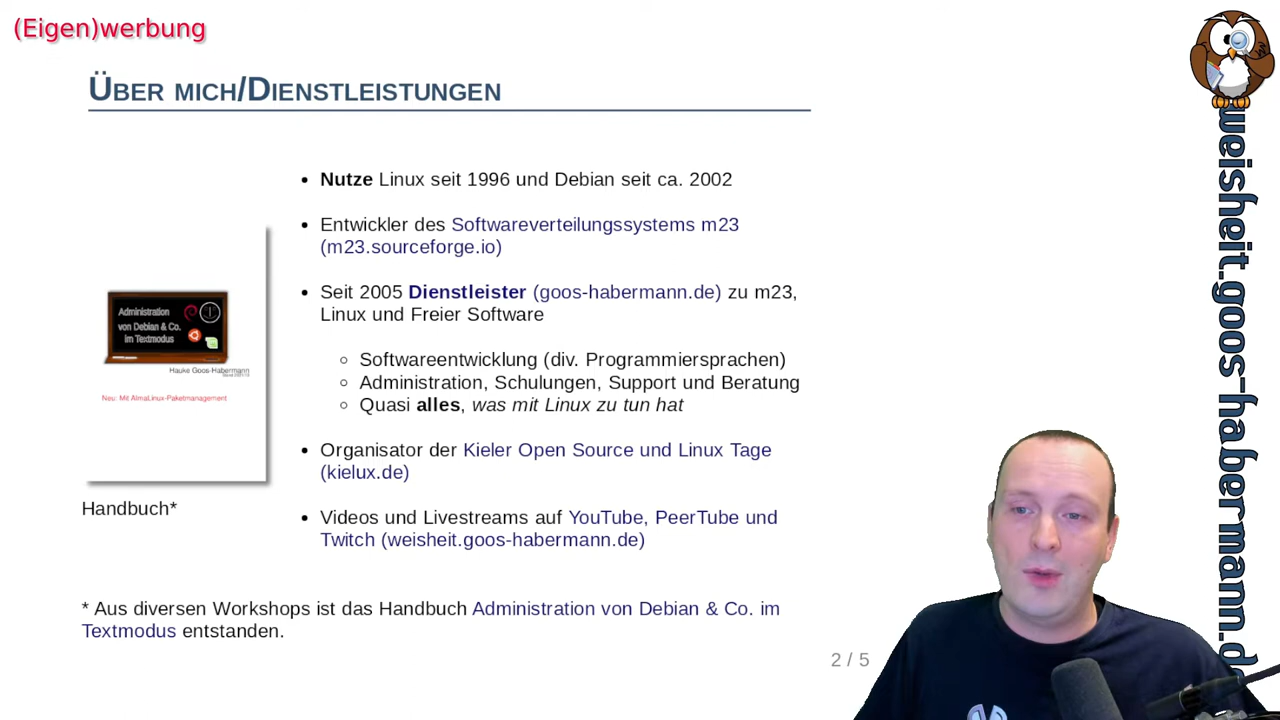 (Eigen)werbung
Über mich/Dienstleistungen
Nutze Linux seit 1996 und Debian seit ca. 2002
Entwickler des Softwareverteilungssystems m23
(m23.sourceforge.io)
Seit 2005 Dienstleister (goos-habermann.de) zu m23,
Linux und Freier Software
Softwareentwicklung (div. Programmiersprachen)
Administration, Schulungen, Support und Beratung
Quasi alles, was mit Linux zu tun hat
Organisator der Kieler Open Source und Linux Tage
(kielux.de)
Videos und Livestreams auf YouTube, PeerTube und
Twitch (weisheit.goos-habermann.de)
Administration
von Debian & Co.
im Textmodus
Hauke Goos-Habermann
Neu: Mit AlmaLinux-Paketmanagement
Handbuch*
* Aus diversen Workshops ist das Handbuch Administration von Debian & Co. im
Textmodus entstanden.
2 / 5
weisheit.goos-habermann.d